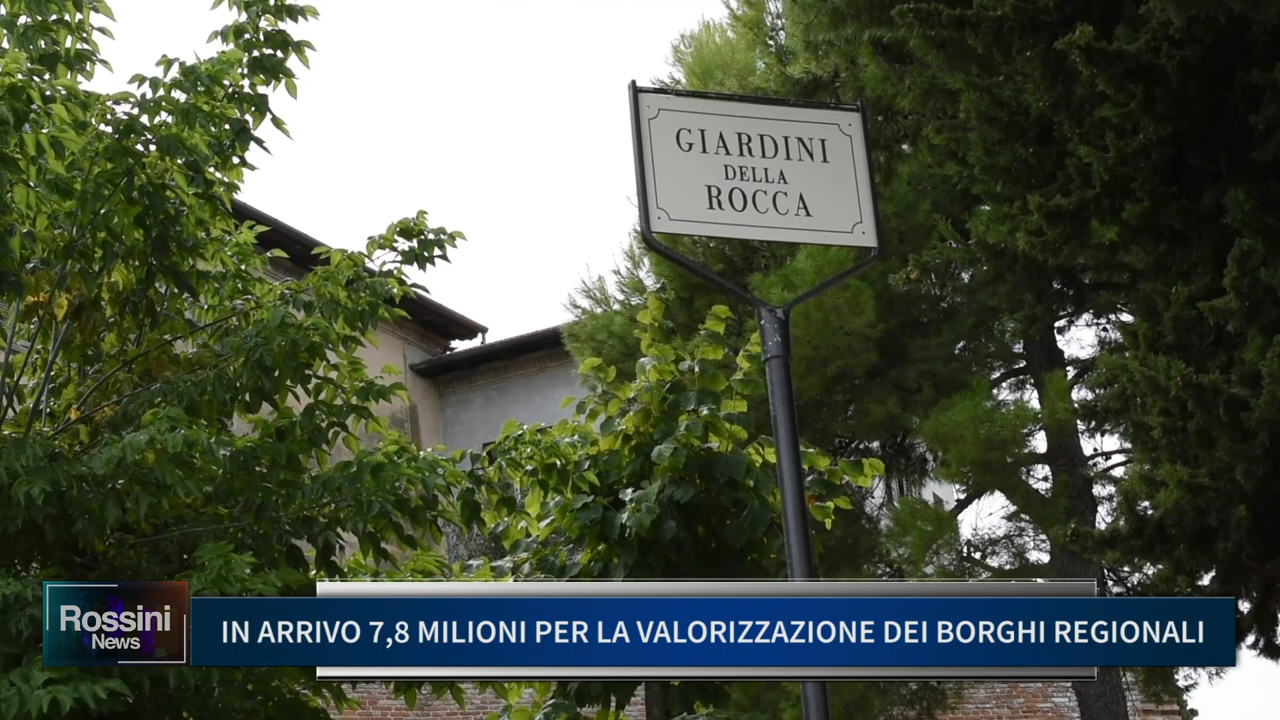 GIARDINI
DELLA
ROCCA
Rossini
News
IN ARRIVO 7,8 MILIONI PER LA VALORIZZAZIONE DEI BORGHI REGIONALI